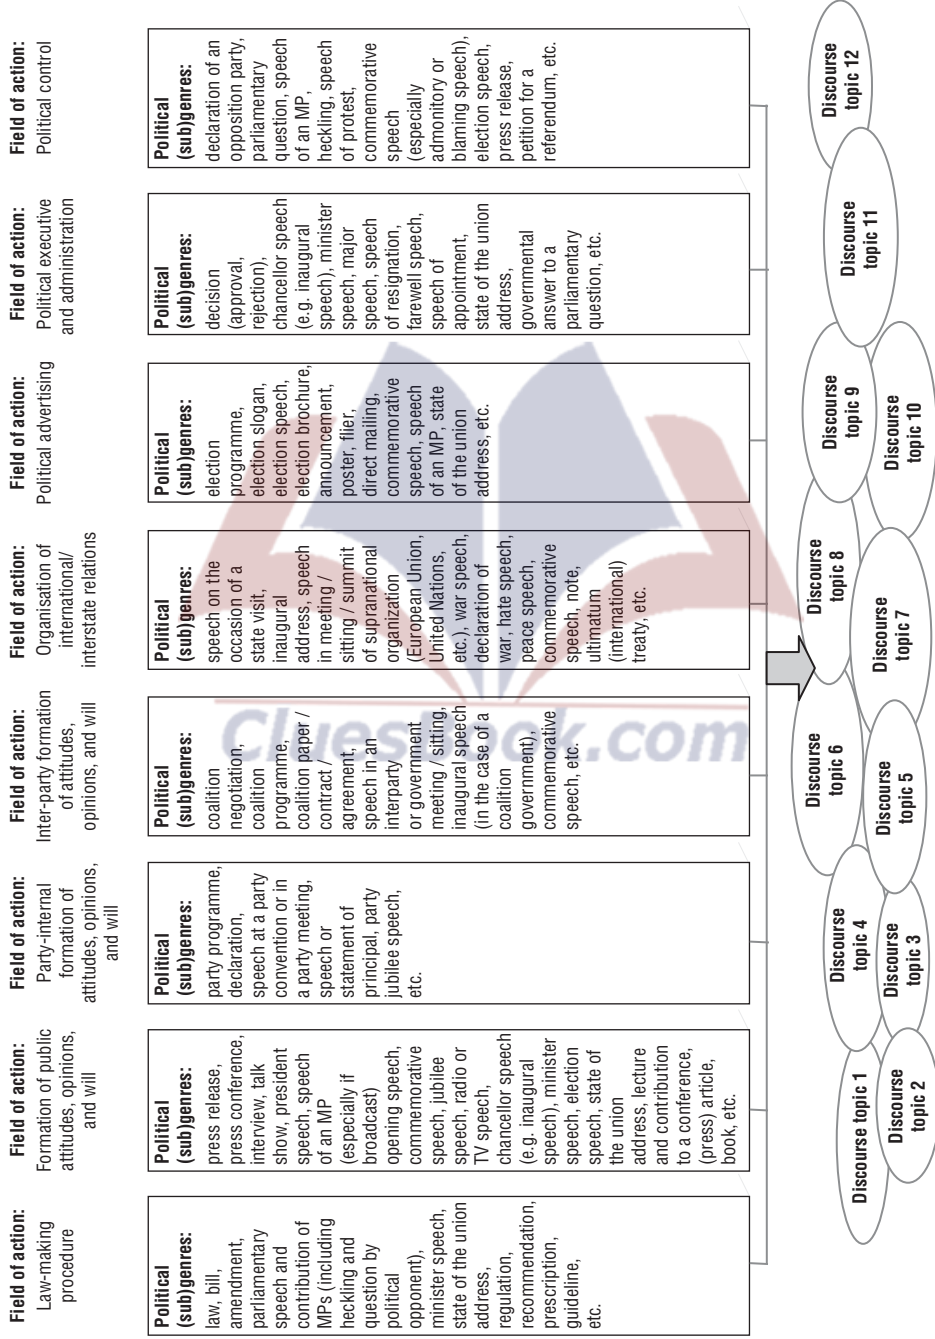 Field of action:
Law-making
procedure
Political
(sub)genres:
law, bill,
amendment,
parliamentary
speech and
contribution of
MPs (including
heckling and
question by
political
opponent),
minister speech,
state of the union
address,
regulation,
recommendation,
prescription,
guideline,
etc.
Field of action:
Formation of public
attitudes, opinions,
and will
Political
(sub)genres:
press release,
press conference,
interview, talk
show, president
speech, speech
of an MP
(especially if
broadcast)
opening speech,
commemorative
speech, jubilee
speech, radio or
TV speech,
chancellor speech
(e.g. inaugural
speech), minister
speech, election
speech, state of
the union
address, lecture
and contribution
to a conference,
(press) article,
book, etc.
Field of action:
Party-internal
formation of
attitudes, opinions,
and will
Political
(sub)genres:
party programme,
declaration,
speech at a party
convention or in
a party meeting,
speech or
statement of
principal, party
jubilee speech,
etc.
Field of action:
Inter-party formation
of attitudes,
opinions, and will
Political
(sub)genres:
coalition
negotiation,
coalition
programme,
coalition paper /
contract /
agreement,
speech in an
interparty
or government
meeting / sitting,
inaugural speech
(in the case of a
coalition
government),
commemorative
speech, etc.
Field of action:
Organisation of
international/
interstate relations
Political
(sub)genres:
speech on the
occasion of a
state visit,
inaugural
address, speech
in meeting /
sitting / summit
of supranational
organization
(European Union,
United Nations,
etc.), war speech,
declaration of
war, hate speech,
peace speech,
commemorative
speech, note,
ultimatum
(international)
treaty, etc.
Field of action:
Political advertising
Political
(sub)genres:
election
programme,
election slogan,
election speech,
election brochure,
announcement,
poster, flier,
direct mailing,
commemorative
speech, speech
of an MP, state
of the union
address, etc.
Field of action:
Political executive
and administration
Political
(sub)genres:
decision
(approval,
rejection),
chancellor speech
(e.g. inaugural
speech), minister
speech, major
speech, speech
of resignation,
farewell speech,
speech of
appointment,
state of the union
address,
governmental
answer to a
parliamentary
question, etc.
Field of action:
Political control
Political
(sub)genres:
declaration of an
opposition party,
parliamentary
question, speech
of an MP,
heckling, speech
of protest,
commemorative
speech
(especially
admonitory or
blaming speech),
election speech,
press release,
petition for a
referendum, etc.
Discourse topic 1
Discourse
topic 2
Discourse
topic 3
Discourse
topic 4
Discourse
topic 5
Discourse
topic 6
Discourse
topic 7
Discourse
topic 8
Discourse
topic 9
Discourse
topic 10
Discourse
topic 11
Discourse
topic 12
CluesBook.com